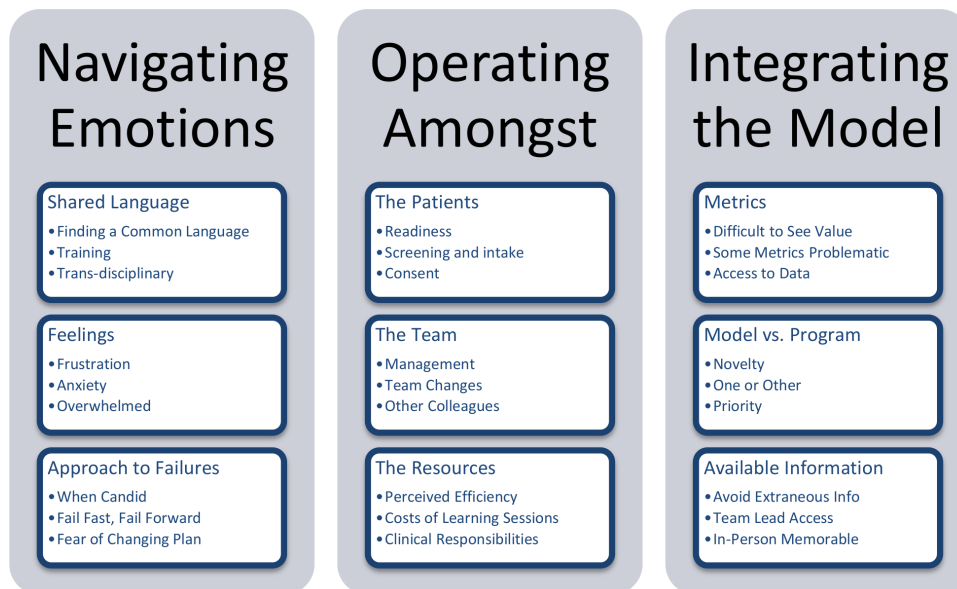 Navigating
Emotions
Shared Language
•Finding a Common Language
•Training
•Trans-disciplinary
Feelings
•Frustration
•Anxiety
•Overwhelmed
Approach to Failures
•When Candid
•Fail Fast, Fail Forward
•Fear of Changing Plan
Operating
Amongst
The Patients
•Readiness
•Screening and intake
•Consent
The Team
•Management
•Team Changes
•Other Colleagues
The Resources
•Perceived Efficiency
•Costs of Learning Sessions
•Clinical Responsibilities
Integrating
the Model
Metrics
•Difficult to See Value
•Some Metrics Problematic
•Access to Data
Model vs. Program
•Novelty
•One or Other
•Priority
Available Information
•Avoid Extraneous Info
•Team Lead Access
•In-Person Memorable